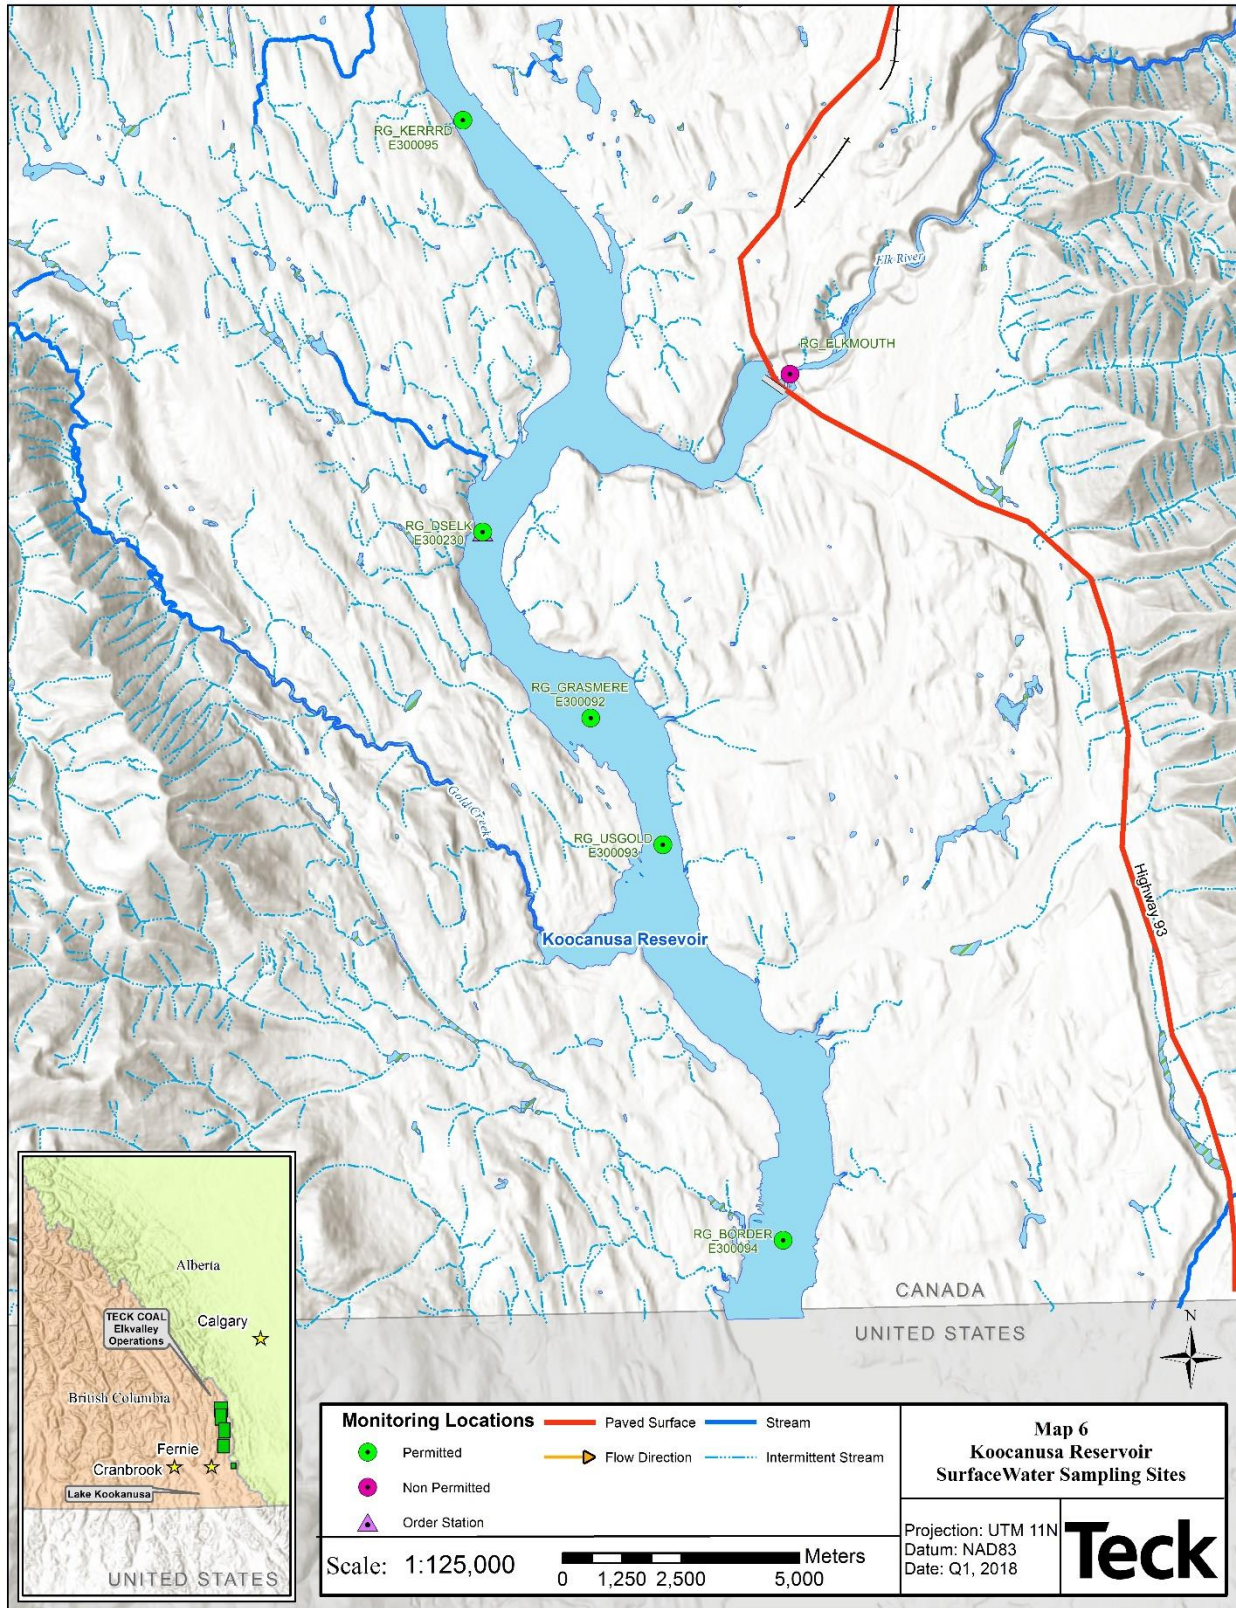 RG_KERRRD
E300095
Elk River
RG_ELKMOUTH
RG_DSELK
E300230
RG_GRASMERE
E300092
Gold Creek
RG_USGOLD
E300093
Highway 93
Koocanusa Resevoir
RG_BORDER
E300094
CANADA
UNITED STATES
N
Alberta
TECK COAL
Elkvalley
Operations
Calgary
British Columbia
Fernie
Cranbrook
Lake Kookanusa
UNITED STATES
Monitoring Locations
Permitted
Non Permitted
Order Station
Paved Surface
Stream
Flow Direction
Intermittent Stream
Scale: 1:125,000
Meters
0 1,250 2,500 5,000
Map 6
Koocanusa Reservoir
SurfaceWater Sampling Sites
Projection: UTM 11N
Datum: NAD83
Date: Q1, 2018
Teck